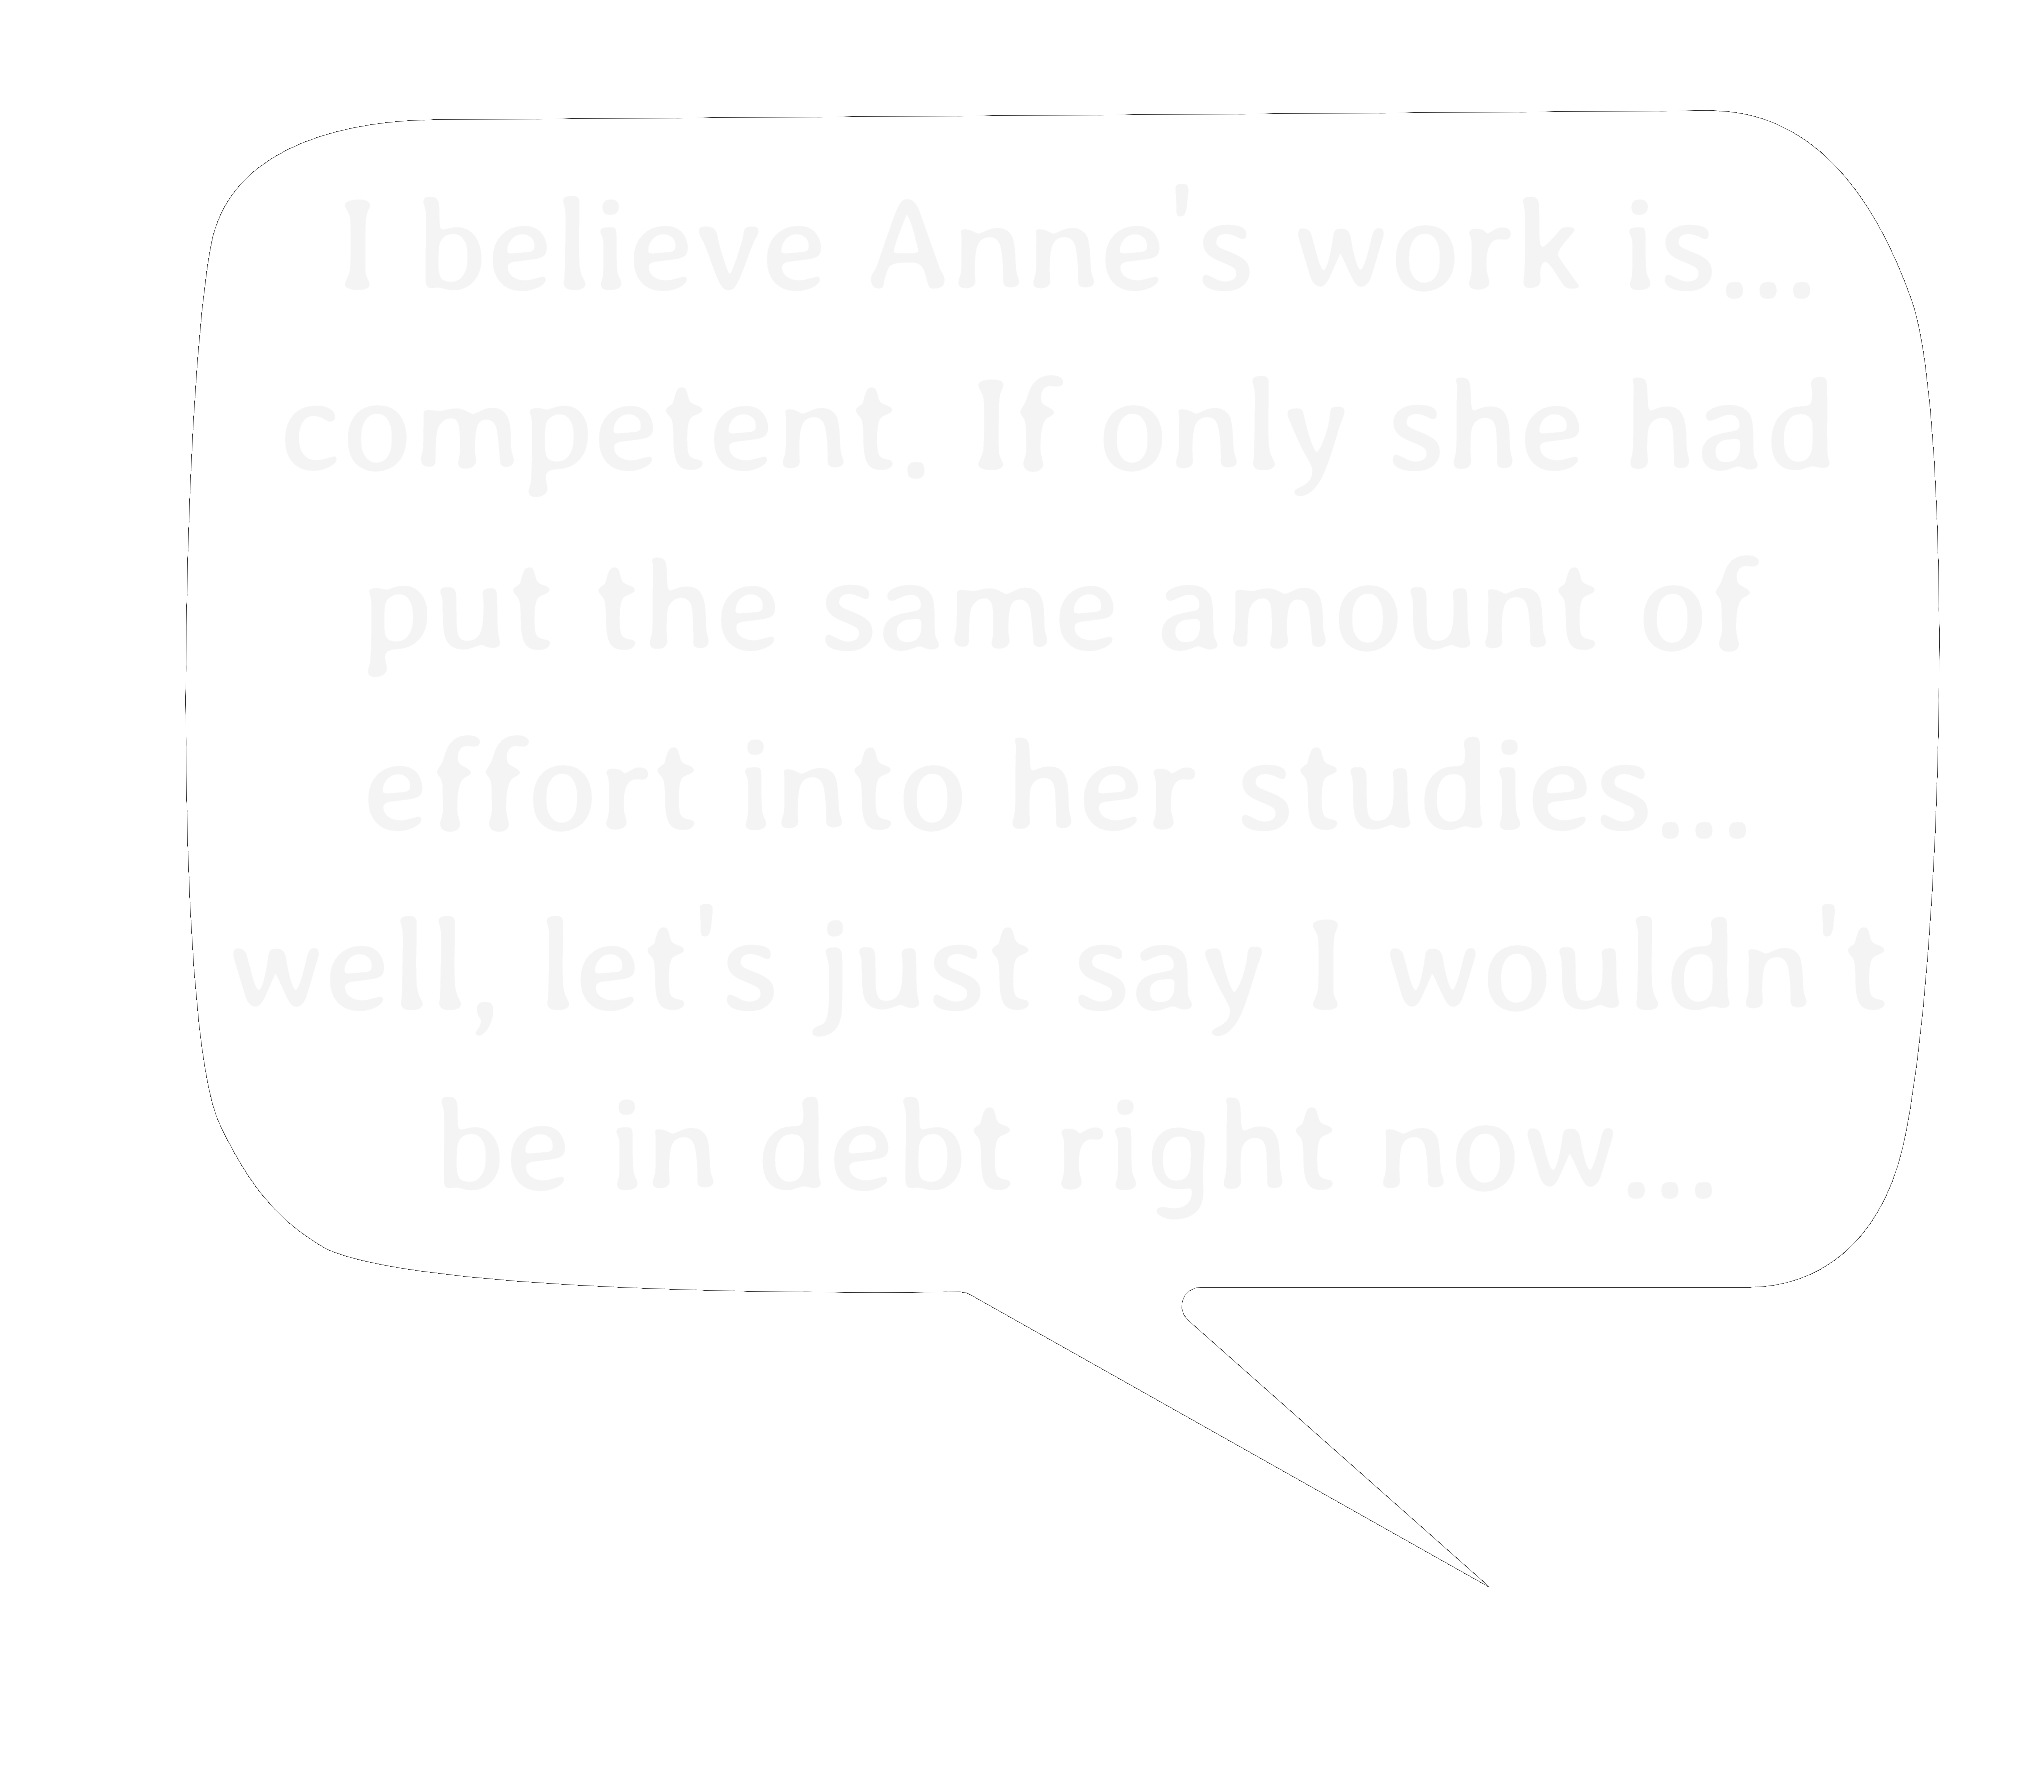 I believe Anne's work is...
competent. If only she had
put the same amount of
effort into her studies...
well, let's just say I wouldn't
be in debt right now...